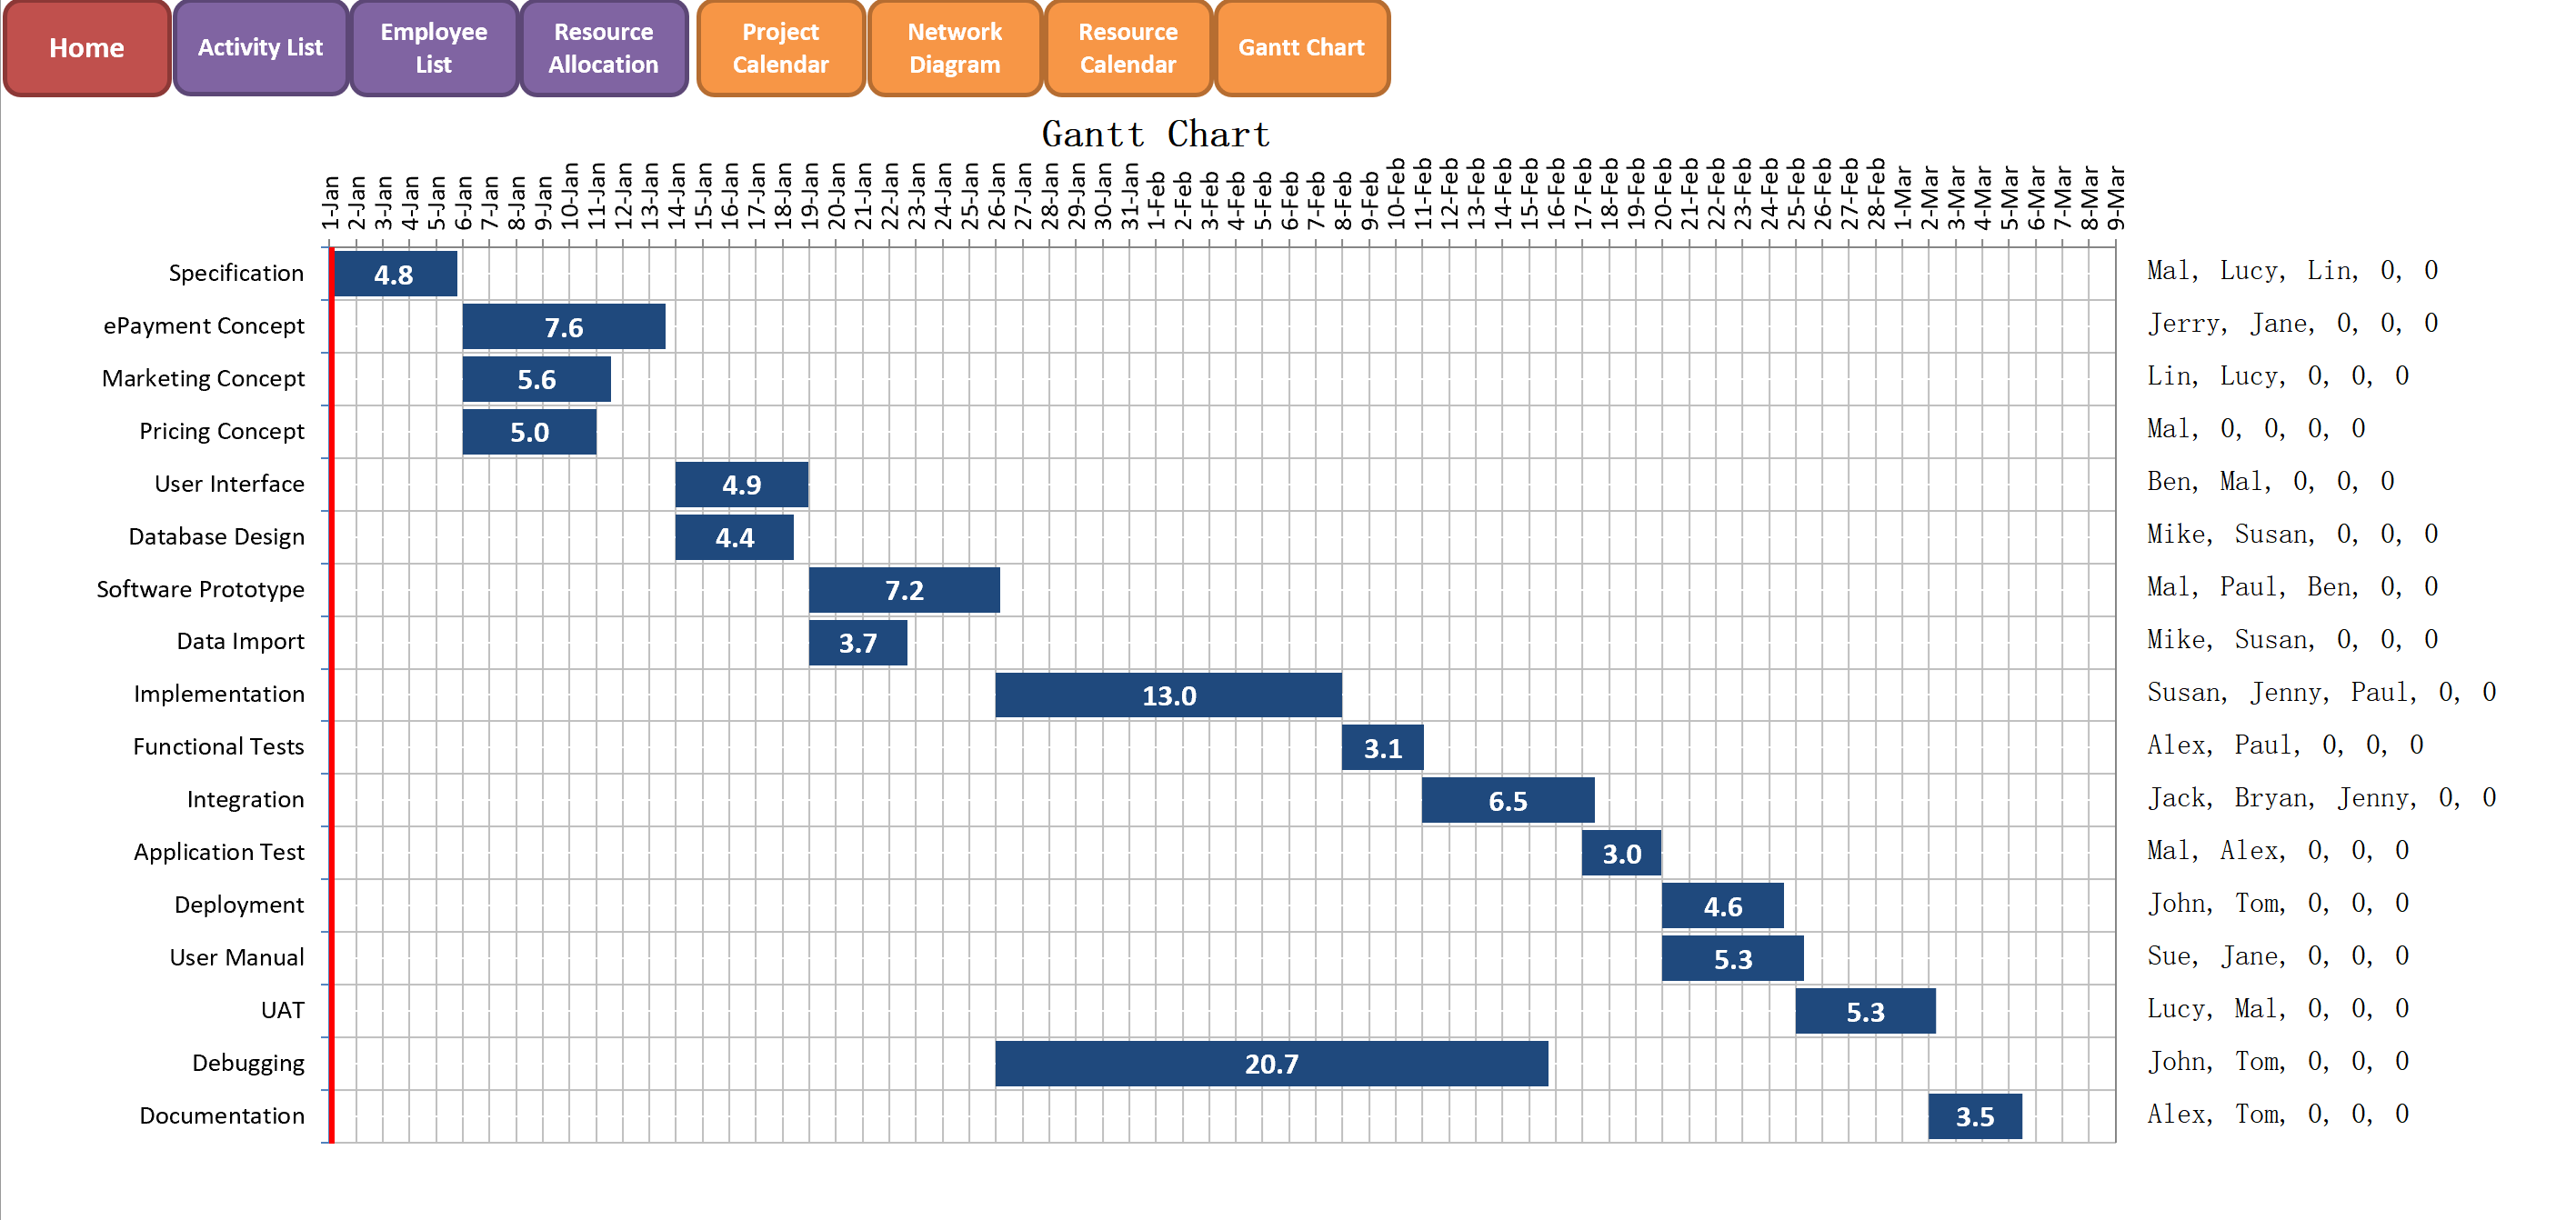 Home
Activity List
Employee
List
Resource
Allocation
Project
Calendar
Network
Diagram
Resource
Calendar
Gantt Chart
Gantt Chart
1-Jan
2-Jan
3-Jan
4-Jan
5-Jan
6-Jan
7-Jan
8-Jan
9-Jan
10-Jan
11-Jan
12-Jan
13-Jan
14-Jan
15-Jan
16-Jan
17-Jan
18-Jan
19-Jan
20-Jan
21-Jan
22-Jan
23-Jan
24-Jan
25-Jan
26-Jan
27-Jan
28-Jan
29-Jan
30-Jan
31-Jan
1-Feb
2-Feb
3-Feb
4-Feb
5-Feb
6-Feb
7-Feb
8-Feb
9-Feb
10-Feb
11-Feb
12-Feb
13-Feb
14-Feb
15-Feb
16-Feb
17-Feb
18-Feb
19-Feb
20-Feb
21-Feb
22-Feb
23-Feb
24-Feb
25-Feb
26-Feb
27-Feb
28-Feb
1-Mar
2-Mar
3-Mar
4-Mar
5-Mar
6-Mar
7-Mar
8-Mar
9-Mar
Specification 4.8 Mal, Lucy, Lin, 0, 0
ePayment Concept 7.6 Jerry, Jane, 0, 0, 0
Marketing Concept 5.6 Lin, Lucy, 0, 0, 0
Pricing Concept 5.0 Mal, 0, 0, 0, 0
User Interface 4.9 Ben, Mal, 0, 0, 0
Database Design 4.4 Mike, Susan, 0, 0, 0
Software Prototype 7.2 Mal, Paul, Ben, 0, 0
Data Import 3.7 Mike, Susan, 0, 0, 0
Implementation 13.0 Susan, Jenny, Paul, 0, 0
Functional Tests 3.1 Alex, Paul, 0, 0, 0
Integration 6.5 Jack, Bryan, Jenny, 0, 0
Application Test 3.0 Mal, Alex, 0, 0, 0
Deployment 4.6 John, Tom, 0, 0, 0
User Manual 5.3 Sue, Jane, 0, 0, 0
UAT 5.3 Lucy, Mal, 0, 0, 0
Debugging 20.7 John, Tom, 0, 0, 0
Documentation 3.5 Alex, Tom, 0, 0, 0